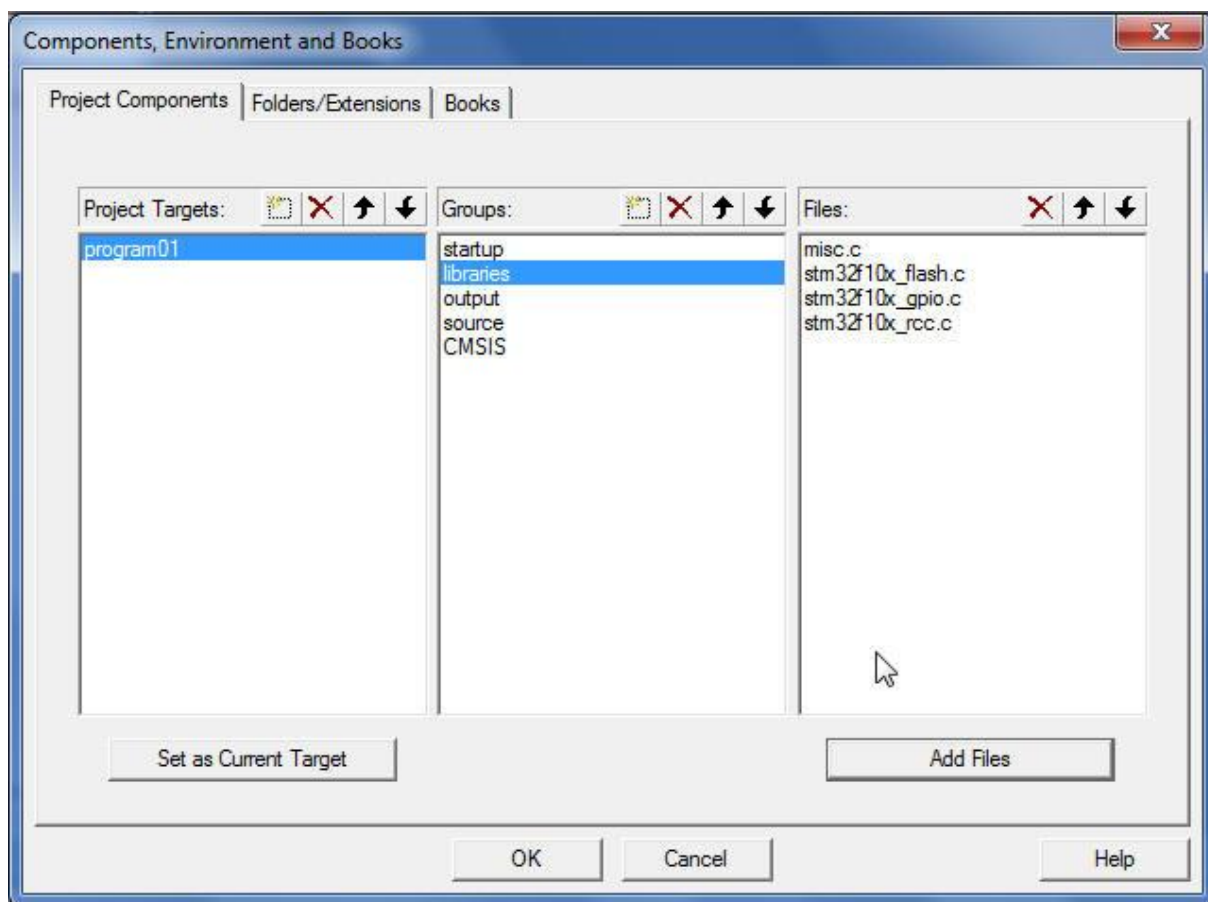 Components, Environment and Books
Project Components Folders/Extensions Books
Project Targets:
program01
Set as Current Target
Groups:
startup
libraries
output
source
CMSIS
Files:
misc.c
stm32f10x_flash.c
stm32f10x_gpio.c
stm32f10x_rcc.c
Add Files
OK Cancel Help